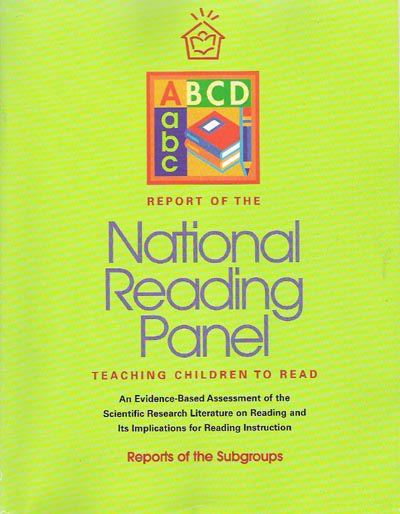 ABCD
a
b
c
REPORT OF THE
National
Reading
Panel
TEACHING CHILDREN TO READ
An Evidence-Based Assessment of the
Scientific Research Literature on Reading and
Its Implications for Reading Instruction
Reports of the Subgroups